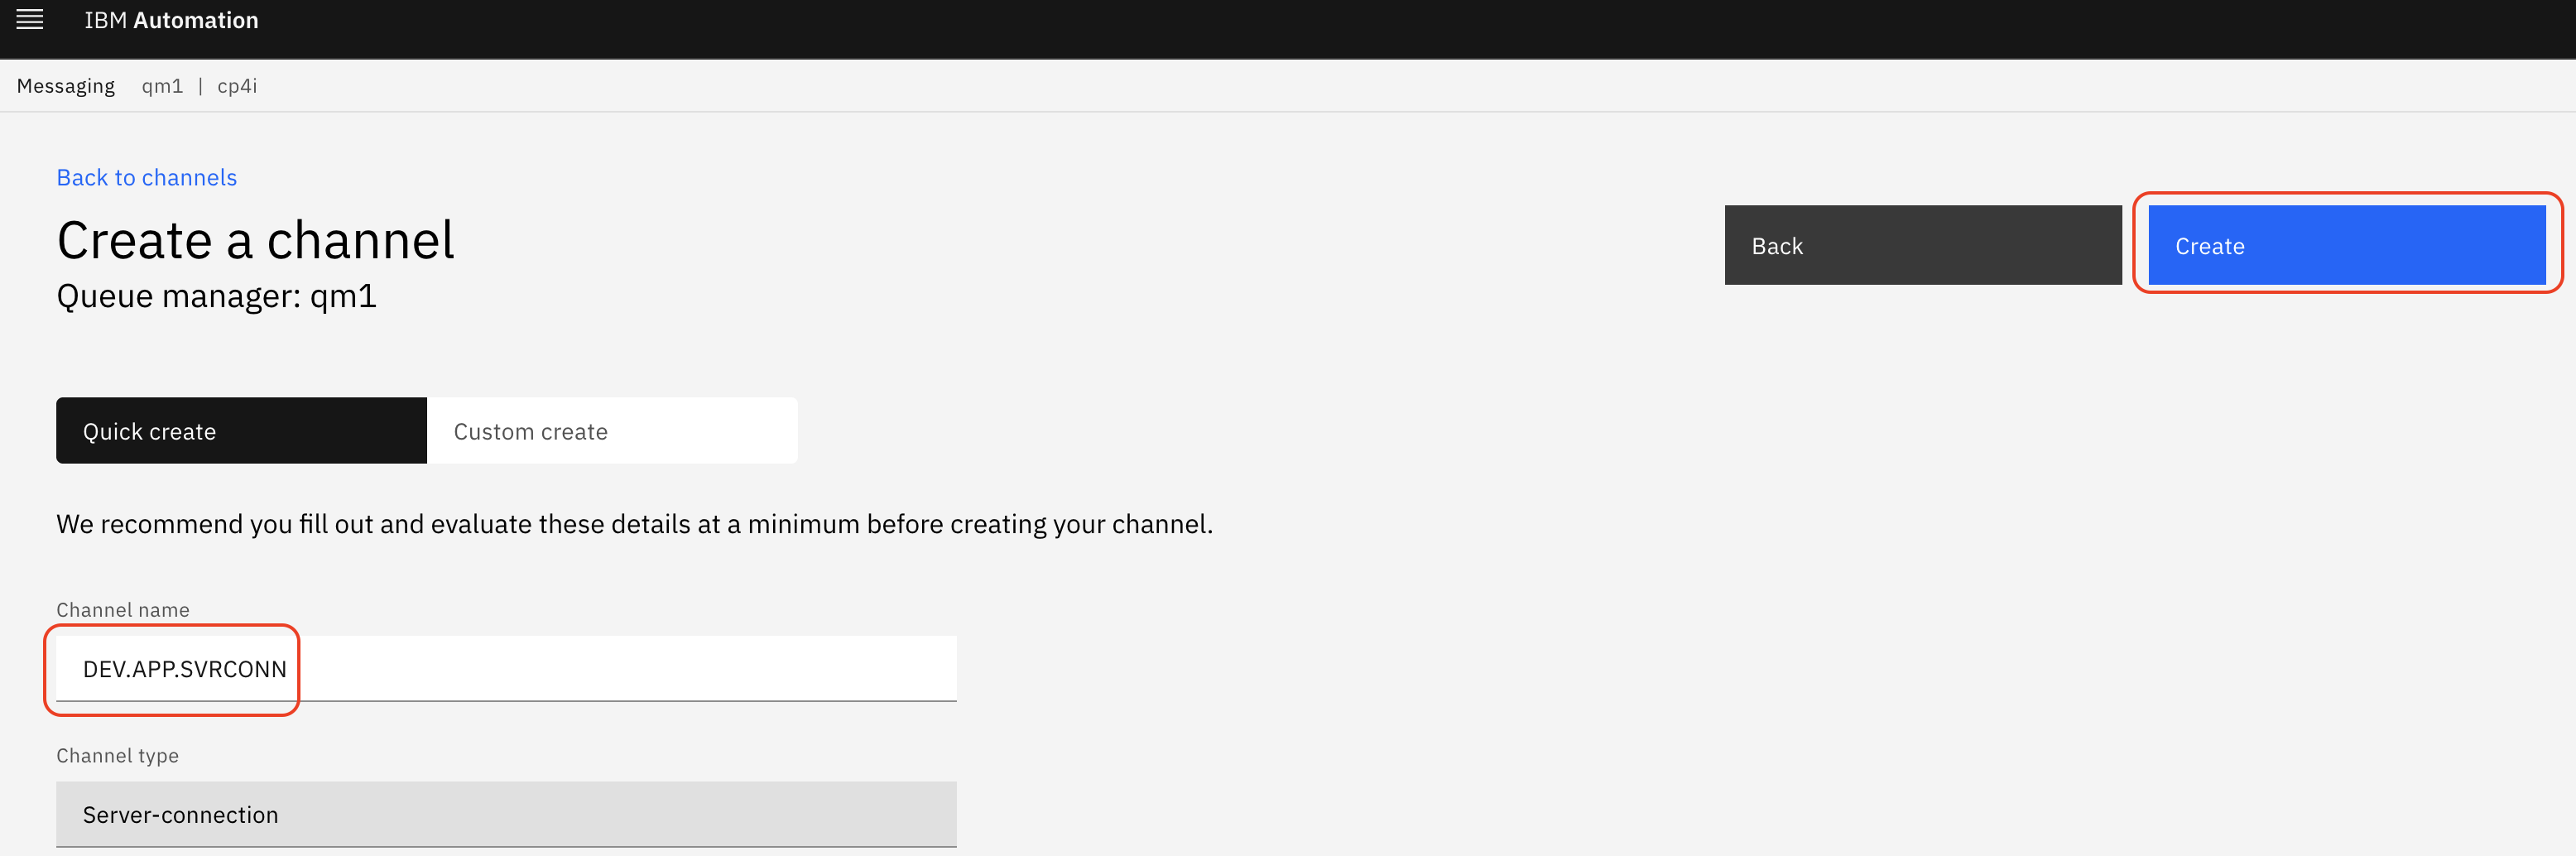 IBM Automation
Messaging qm1 | cp4i
Back to channels
Create a channel
Queue manager: qm1
Back
Create
Quick create
Custom create
We recommend you fill out and evaluate these details at a minimum before creating your channel.
Channel name
DEV.APP.SVRCONN
Channel type
Server-connection